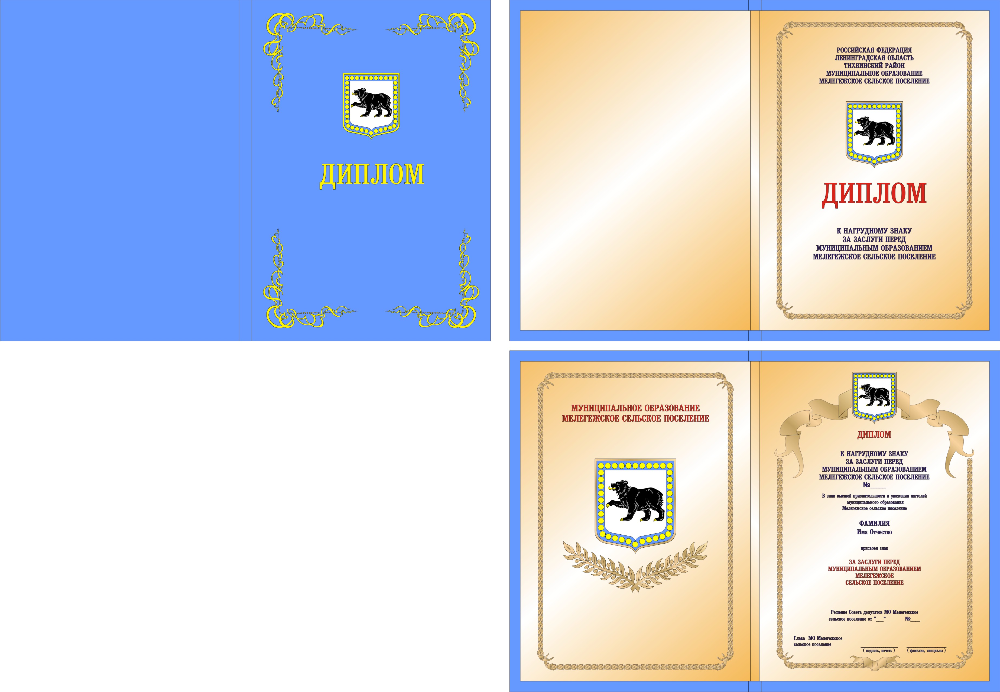 ДИПЛОМ
РОССИЙСКАЯ ФЕДЕРАЦИЯ
ЛЕНИНГРАДСКАЯ ОБЛАСТЬ
ТИХВИНСКИЙ РАЙОН
МУНИЦИПАЛЬНОЕ ОБРАЗОВАНИЕ
МЕЛЕГЕЖСКОЕ СЕЛЬСКОЕ ПОСЕЛЕНИЕ
ДИПЛОМ
К НАГРУДНОМУ ЗНАКУ
ЗА ЗАСЛУГИ ПЕРЕД
МУНИЦИПАЛЬНЫМ ОБРАЗОВАНИЕМ
МЕЛЕГЕЖСКОЕ СЕЛЬСКОЕ ПОСЕЛЕНИЕ
МУНИЦИПАЛЬНОЕ ОБРАЗОВАНИЕ
МЕЛЕГЕЖСКОЕ СЕЛЬСКОЕ ПОСЕЛЕНИЕ
ДИПЛОМ
К НАГРУДНОМУ ЗНАКУ
ЗА ЗАСЛУГИ ПЕРЕД
МУНИЦИПАЛЬНЫМ ОБРАЗОВАНИЕМ
МЕЛЕГЕЖСКОЕ СЕЛЬСКОЕ ПОСЕЛЕНИЕ
№_____
В знак высшей признательности и уважения жителей
муниципального образования
Мелегежское сельское поселение
ФАМИЛИЯ
Имя Отчество
присвоен знак
ЗА ЗАСЛУГИ ПЕРЕД
МУНИЦИПАЛЬНЫМ ОБРАЗОВАНИЕМ
МЕЛЕГЕЖСКОЕ
СЕЛЬСКОЕ ПОСЕЛЕНИЕ
Решение Совета депутатов МО Мелегежское
сельское поселение от “___” №____
Глава МО Мелегежское
сельское поселение
( подпись, печать ) ( фамилия, инициалы )